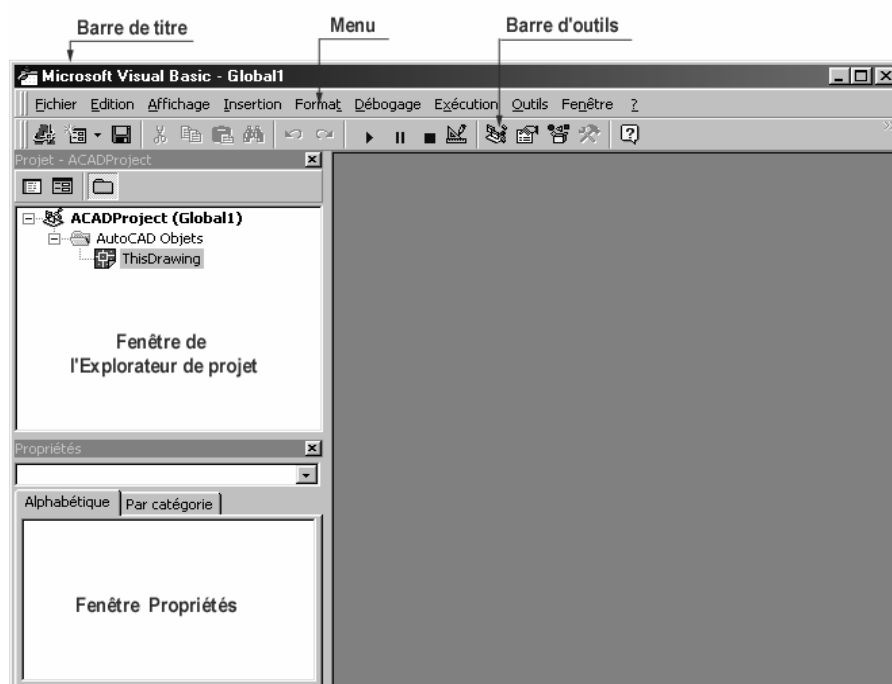 Barre de titre Menu Barre d'outils
Microsoft Visual Basic - Global1
Fichier Edition Affichage Insertion Format Débogage Exécution Outils Fenêtre ?
Projet - ACADProject
ACADProject (Global1)
AutoCAD Objets
ThisDrawing
Fenêtre de
l'Explorateur de projet
Propriétés
Alphabétique Par catégorie
Fenêtre Propriétés